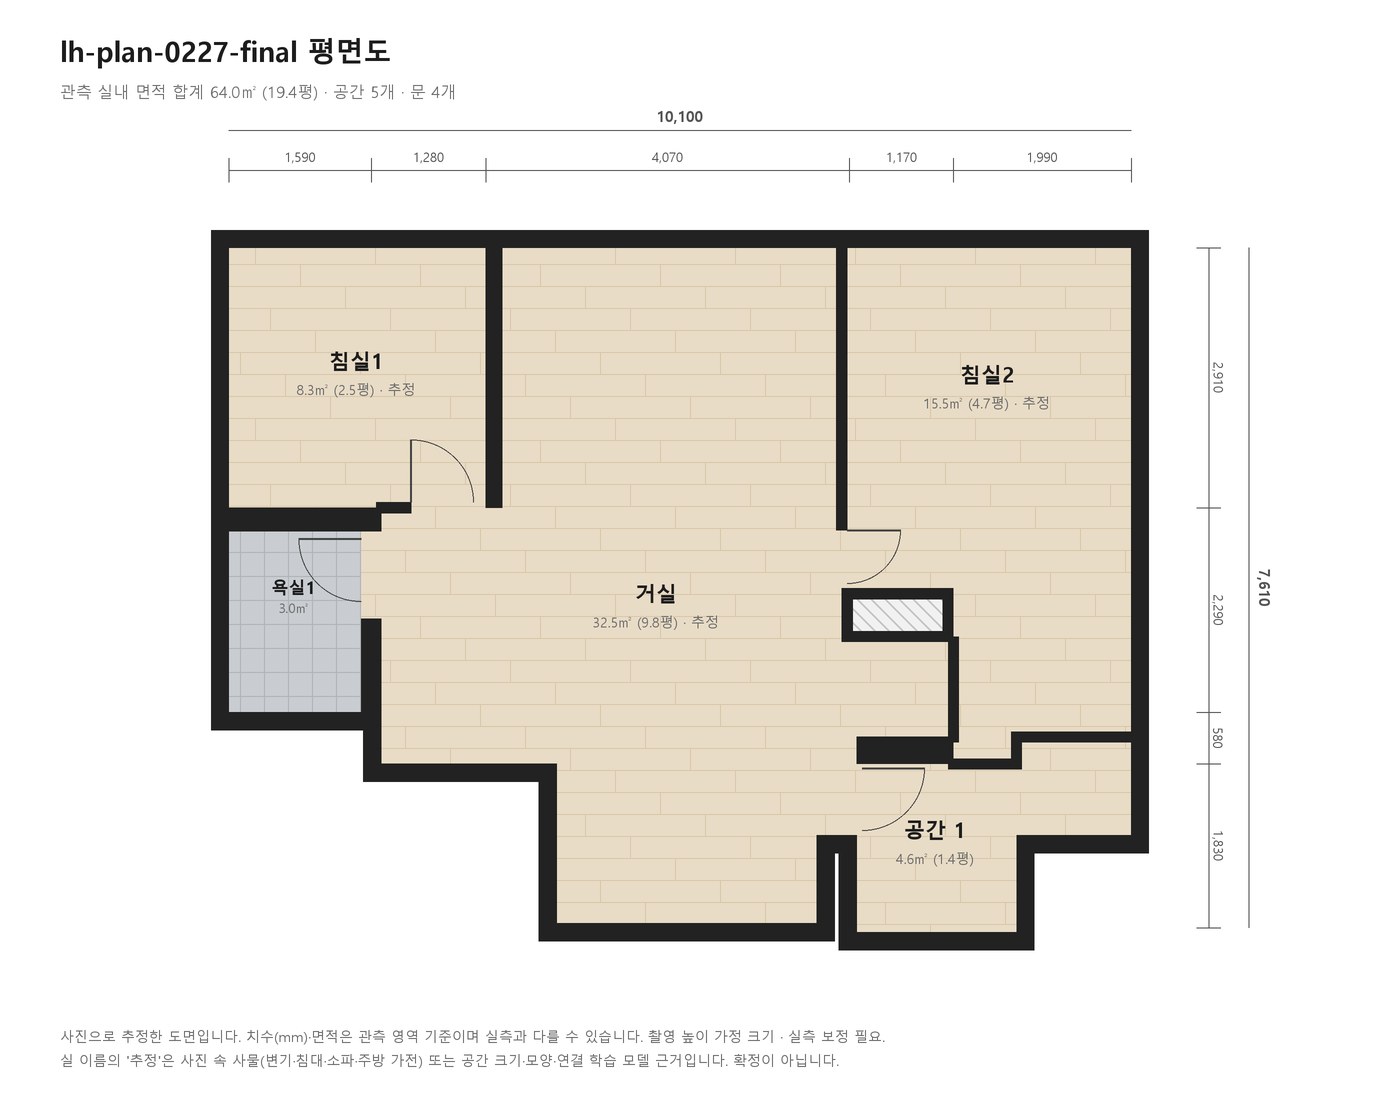 lh-plan-0227-final 평면도
관측 실내 면적 합계 64.0㎡ (19.4평) · 공간 5개 · 문 4개
10,100
1,590 1,280 4,070 1,170 1,990
침실1
8.3㎡ (2.5평) · 추정
침실2
15.5㎡ (4.7평) · 추정
2,910
욕실1
3.0㎡
거실
32.5㎡ (9.8평) · 추정
2,290
7,610
580
공간 1
4.6㎡ (1.4평)
1,830
사진으로 추정한 도면입니다. 치수(mm)·면적은 관측 영역 기준이며 실측과 다를 수 있습니다. 촬영 높이 가정 크기 · 실측 보정 필요.
실 이름의 '추정'은 사진 속 사물(변기·침대·소파·주방 가전) 또는 공간 크기·모양·연결 학습 모델 근거입니다. 확정이 아닙니다.